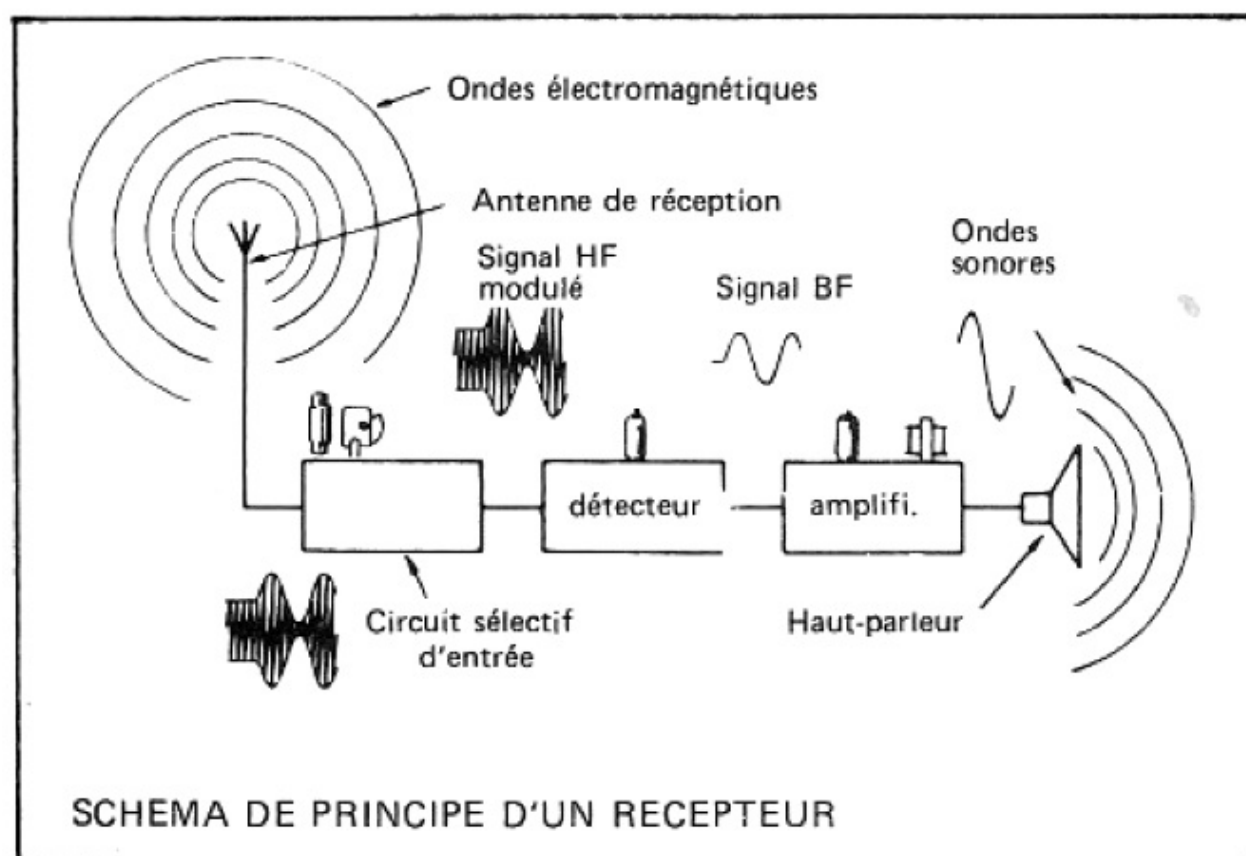 Ondes électromagnétiques
Antenne de réception
Signal HF
modulé
Signal BF
Ondes
sonores
détecteur
amplifi.
Circuit sélectif
d'entrée
Haut-parleur
SCHEMA DE PRINCIPE D'UN RECEPTEUR